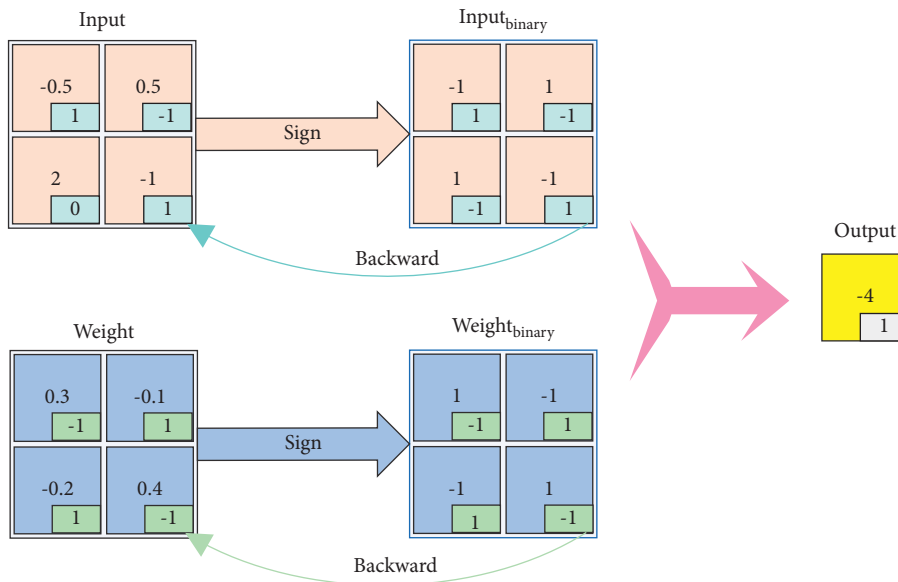 Input
Input_binary
-0.5 0.5
1 -1
-1 1
1 -1
Sign
2 -1
0 1
1 -1
-1 1
Backward
Output
-4
1
Weight
Weight_binary
0.3 -0.1
-1 1
1 -1
-1 1
Sign
-0.2 0.4
1 -1
-1 1
1 -1
Backward